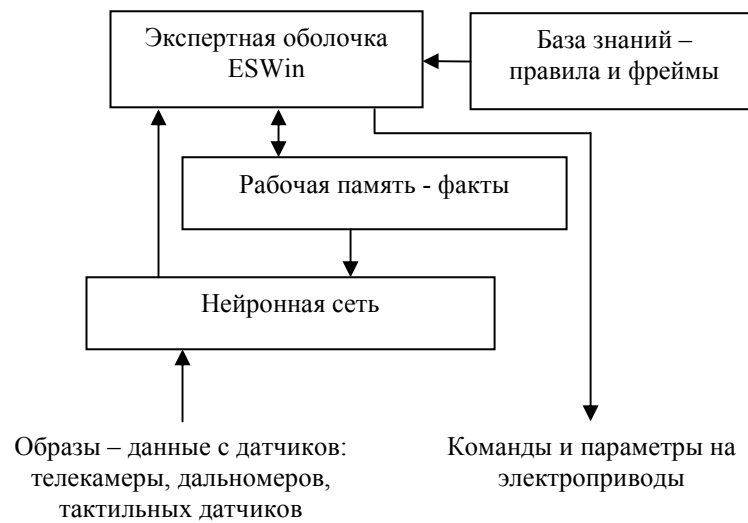 Экспертная оболочка
ESWin
База знаний –
правила и фреймы
Рабочая память - факты
Нейронная сеть
Образы – данные с датчиков:
телекамеры, дальномеров,
тактильных датчиков
Команды и параметры на
электроприводы